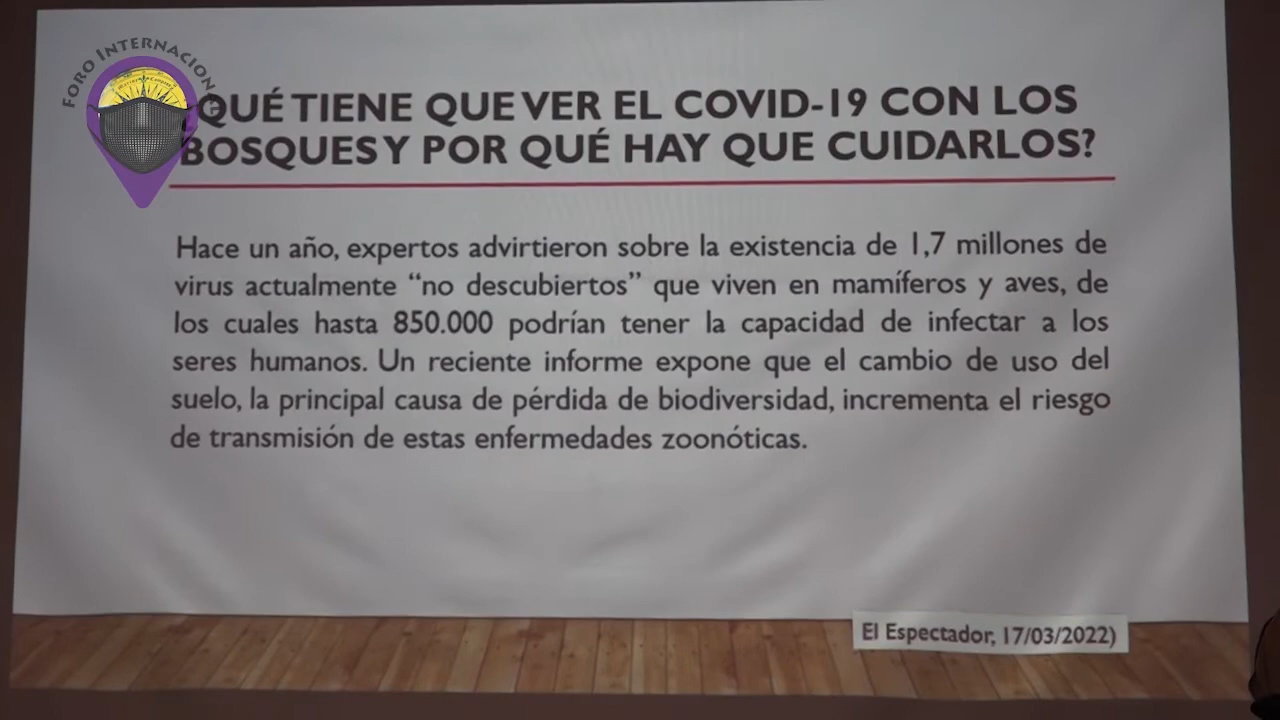 FORO INTERNACION
QUÉ TIENE QUE VER EL COVID-19 CON LOS
BOSQUES Y POR QUÉ HAY QUE CUIDARLOS?
Hace un año, expertos advirtieron sobre la existencia de 1,7 millones de
virus actualmente “no descubiertos” que viven en mamíferos y aves, de
los cuales hasta 850.000 podrían tener la capacidad de infectar a los
seres humanos. Un reciente informe expone que el cambio de uso del
suelo, la principal causa de pérdida de biodiversidad, incrementa el riesgo
de transmisión de estas enfermedades zoonóticas.
El Espectador, 17/03/2022)